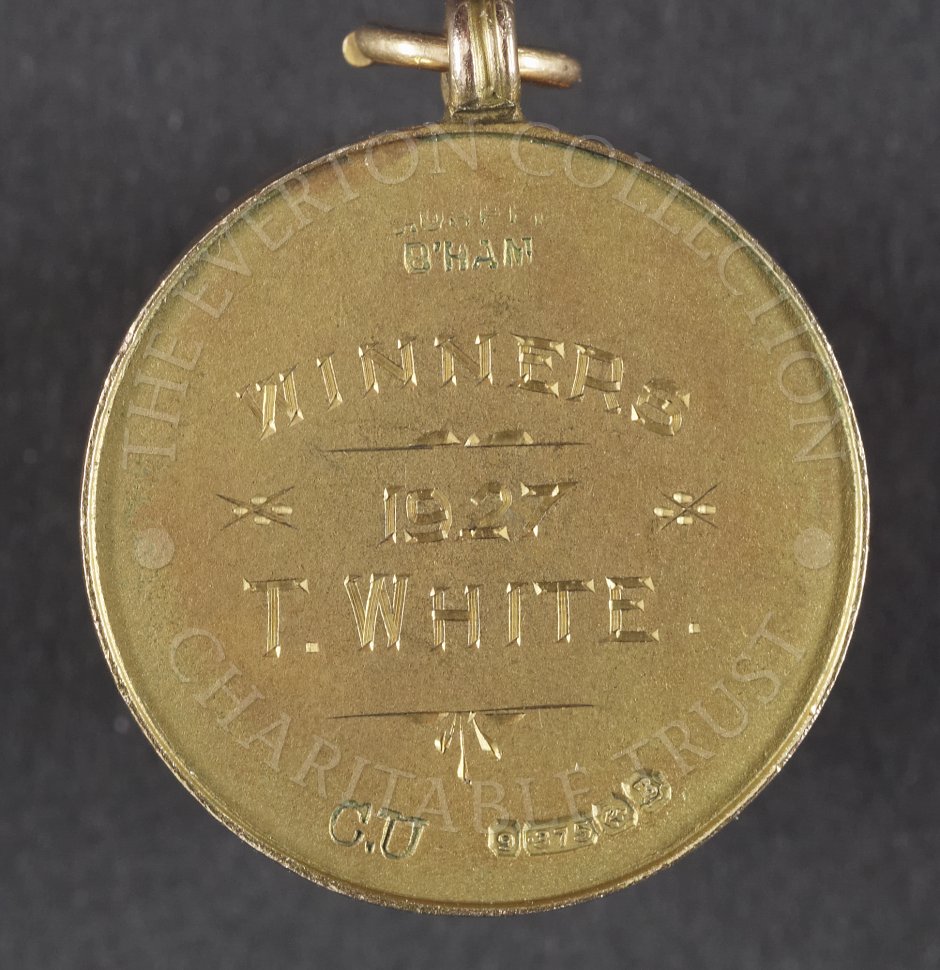 THE EVERTON COLLECTION
B'HAM
WINNERS
1927
T. WHITE.
CHARITABLE TRUST
C.U
9 375